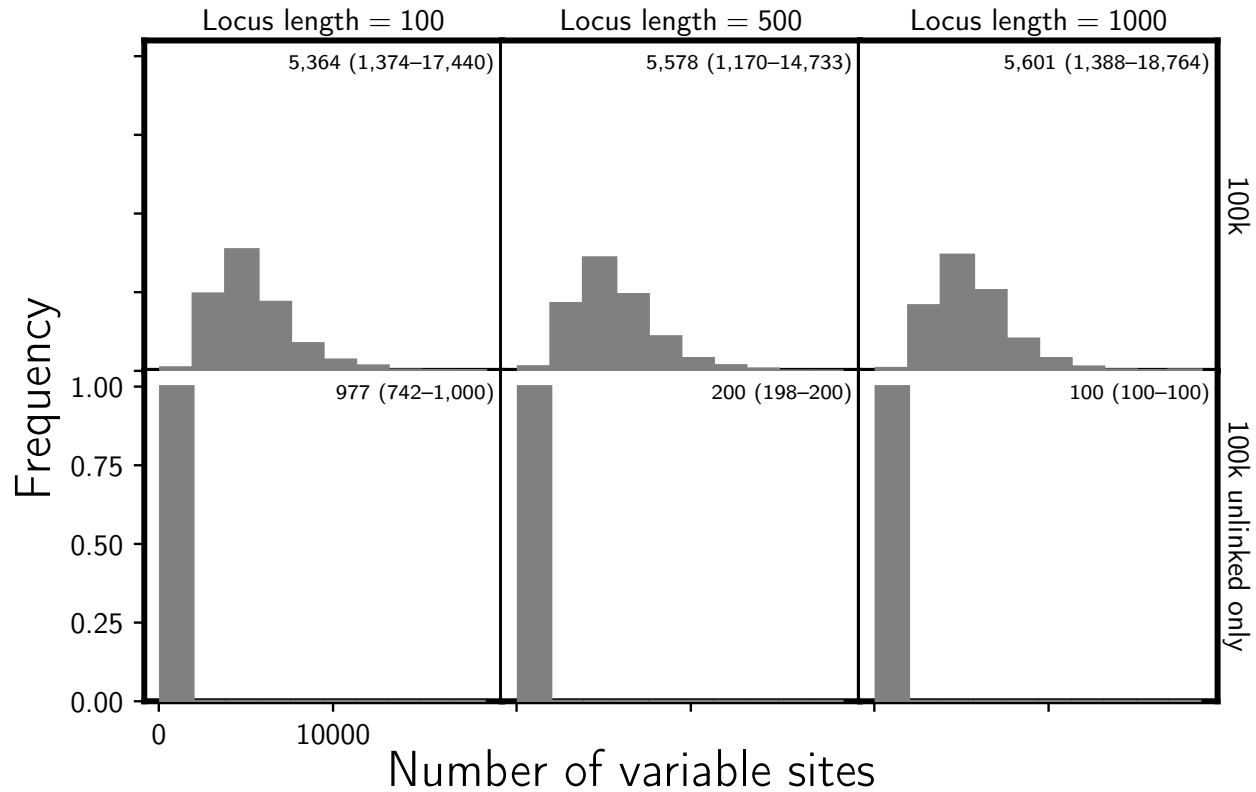 Locus length = 100
Locus length = 500
Locus length = 1000
5,364 (1,374–17,440)
5,578 (1,170–14,733)
5,601 (1,388–18,764)
100k
977 (742–1,000)
200 (198–200)
100 (100–100)
100k unlinked only
Frequency
1.00
0.75
0.50
0.25
0.00
0
10000
Number of variable sites